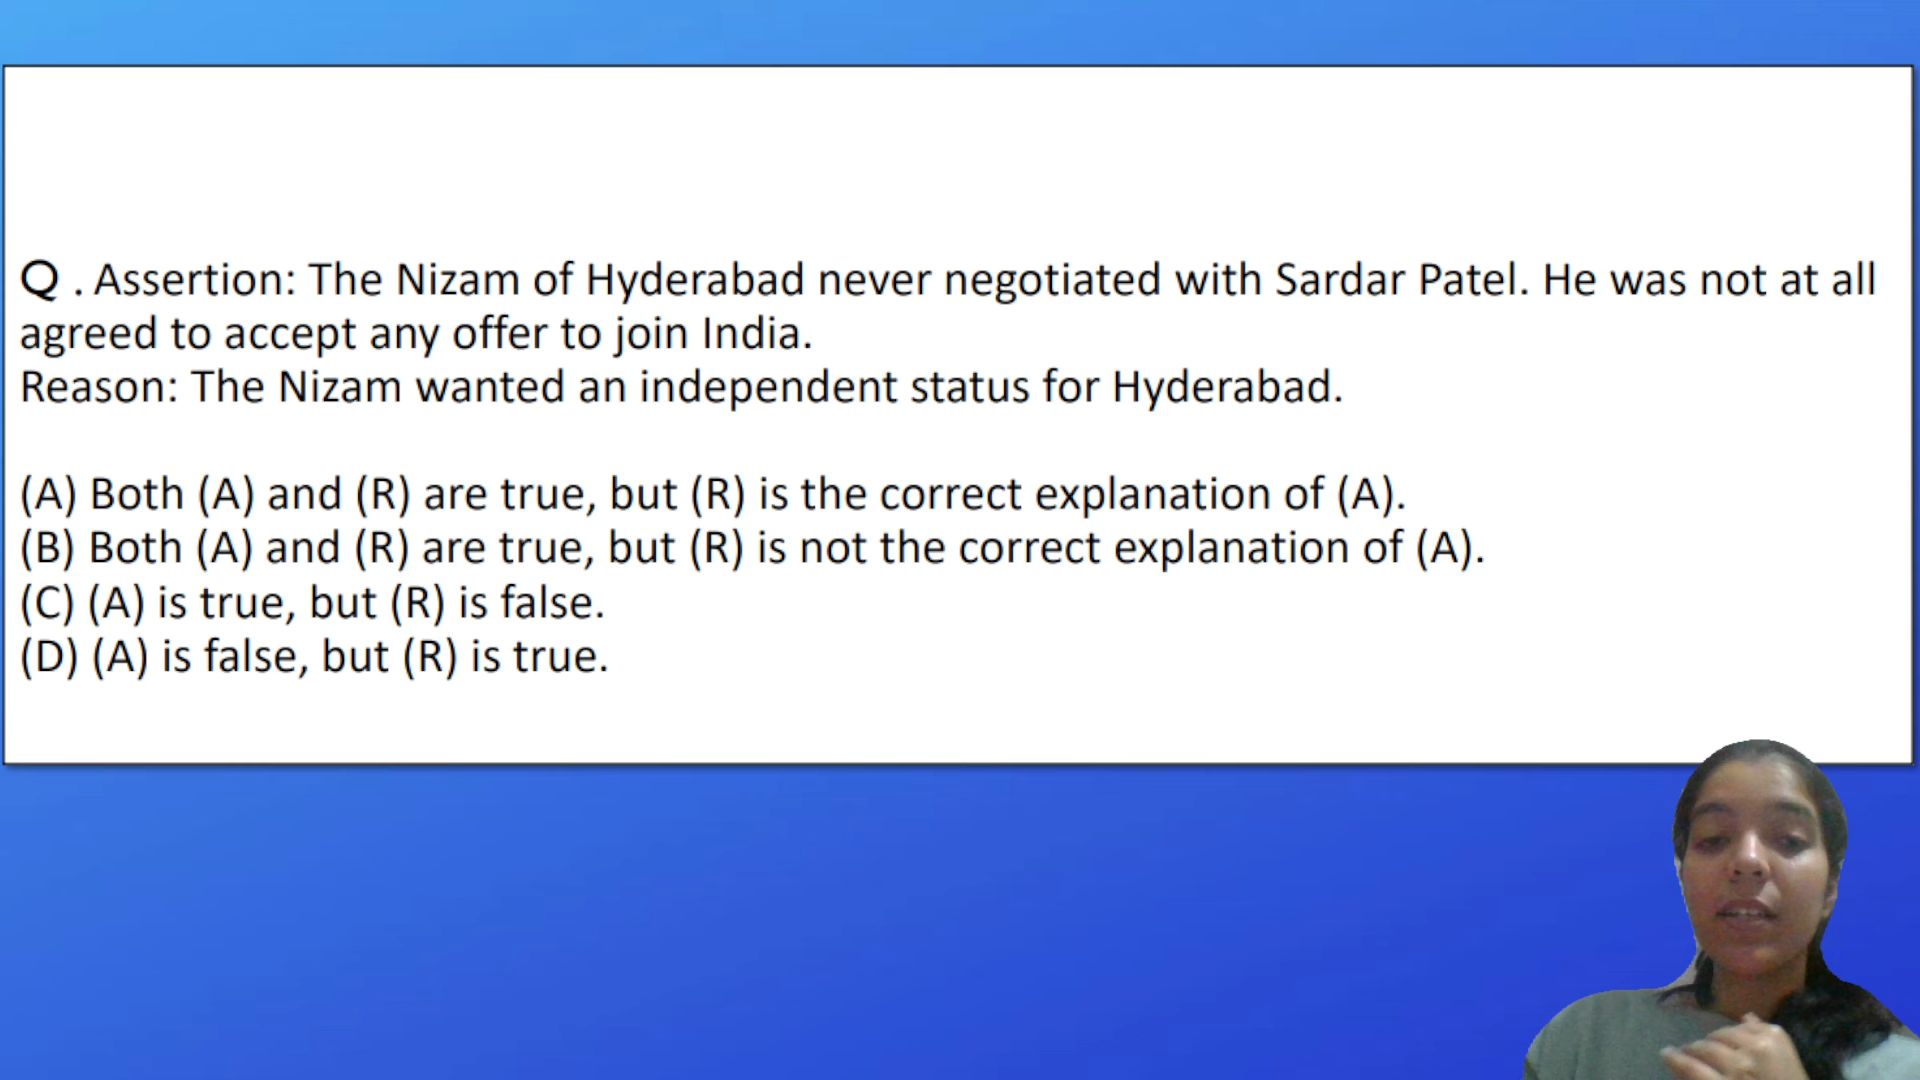 Q . Assertion: The Nizam of Hyderabad never negotiated with Sardar Patel. He was not at all
agreed to accept any offer to join India.
Reason: The Nizam wanted an independent status for Hyderabad.
(A) Both (A) and (R) are true, but (R) is the correct explanation of (A).
(B) Both (A) and (R) are true, but (R) is not the correct explanation of (A).
(C) (A) is true, but (R) is false.
(D) (A) is false, but (R) is true.